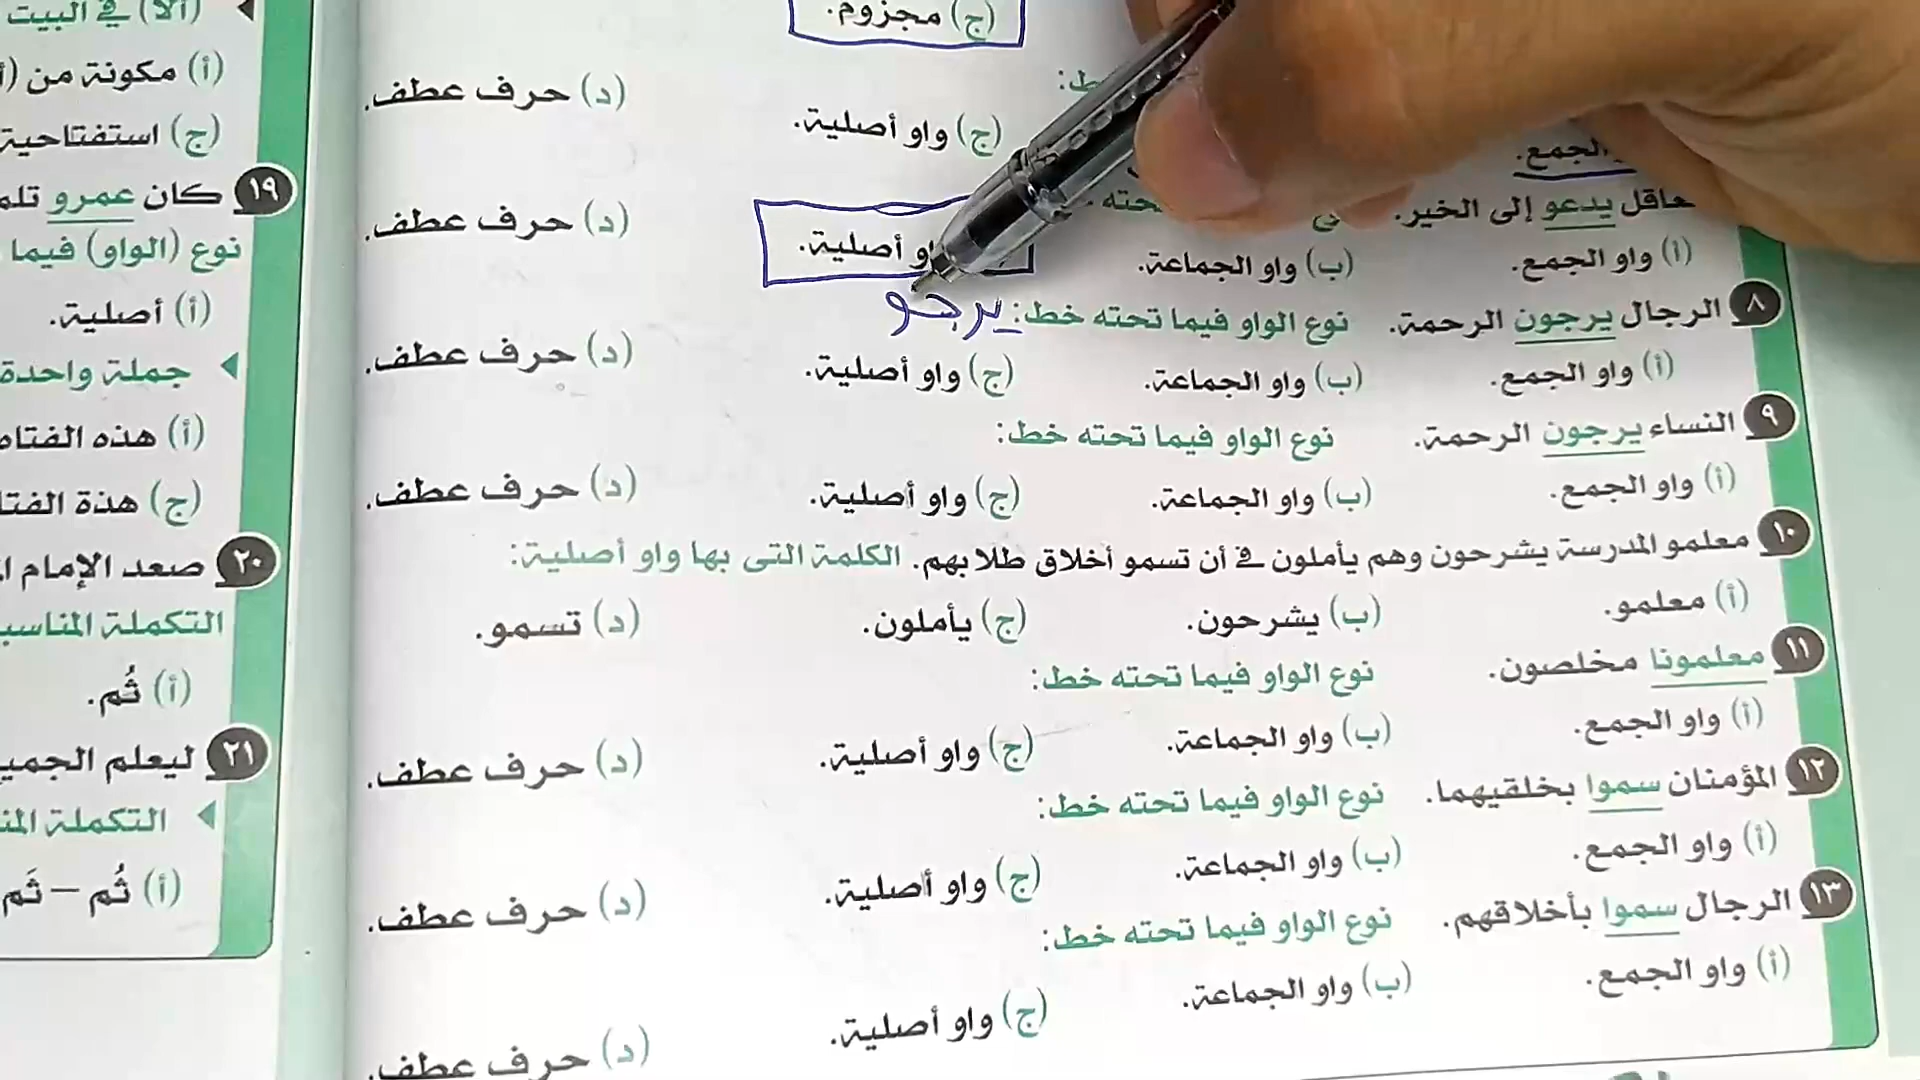 (ج) مجزوم.
خط:
(ج) واو أصلية.
(د) حرف عطف.
الجمع.
يدعو إلى الخير.
تحته
(أ) واو الجمع.
(ب) واو الجماعة.
أصلية.
(د) حرف عطف.
٨ الرجال يرجون الرحمة. نوع الواو فيما تحته خط: يرجو
(أ) واو الجمع.
(ب) واو الجماعة.
(ج) واو أصلية.
(د) حرف عطف.
٩ النساء يرجون الرحمة. نوع الواو فيما تحته خط:
(أ) واو الجمع.
(ب) واو الجماعة.
(ج) واو أصلية.
(د) حرف عطف.
١٠ معلمو المدرسة يشرحون وهم يأملون في أن تسمو أخلاق طلابهم. الكلمة التى بها واو أصلية:
(أ) معلمو.
(ب) يشرحون.
(ج) يأملون.
(د) تسمو.
١١ معلمونا مخلصون. نوع الواو فيما تحته خط:
(أ) واو الجمع.
(ب) واو الجماعة.
(ج) واو أصلية.
(د) حرف عطف.
١٢ المؤمنان سموا بخلقيهما. نوع الواو فيما تحته خط:
(أ) واو الجمع.
(ب) واو الجماعة.
(ج) واو أصلية.
(د) حرف عطف.
١٣ الرجال سموا بأخلاقهم. نوع الواو فيما تحته خط:
(أ) واو الجمع.
(ب) واو الجماعة.
(ج) واو أصلية.
(د) حرف عطف.
(ألا) في البيت
(أ) مكونة من
(ج) استفتاحية
١٩ كان عمرو
نوع (الواو) فيما
(أ) أصلية.
جملة واحدة
(أ) هذه
(ج) هذة
٢٠ صعد الإمام
التكملة
(أ) ثُم.
٢١ ليعلم
التكملة
(أ) ثُم – ثَم